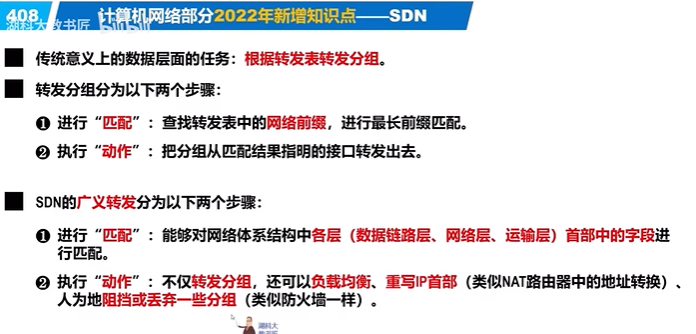 408 计算机网络部分2022年新增知识点——SDN
湖科大教书匠 bilibili
传统意义上的数据层面的任务：根据转发表转发分组。
转发分组分为以下两个步骤：
❶ 进行“匹配”：查找转发表中的网络前缀，进行最长前缀匹配。
❷ 执行“动作”：把分组从匹配结果指明的接口转发出去。
SDN的广义转发分为以下两个步骤：
❶ 进行“匹配”：能够对网络体系结构中各层（数据链路层、网络层、运输层）首部中的字段进
行匹配。
❷ 执行“动作”：不仅转发分组，还可以负载均衡、重写IP首部（类似NAT路由器中的地址转换）、
人为地阻挡或丢弃一些分组（类似防火墙一样）。
湖科大
教书匠